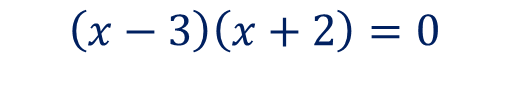 (x − 3)(x + 2) = 0